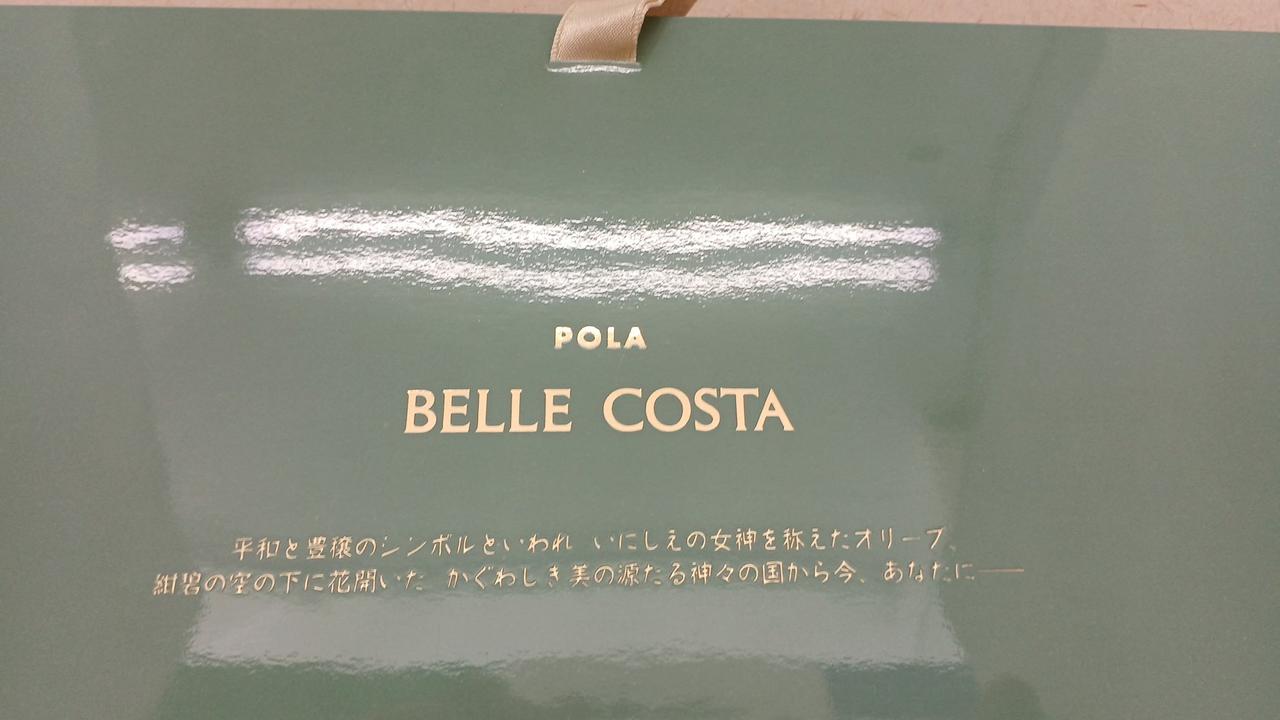 POLA
BELLE COSTA
平和と豊穣のシンボルといわれ いにしえの女神を称えたオリーブ、
紺碧の空の下に花開いた かぐわしき美の源たる神々の国から今、あなたに——